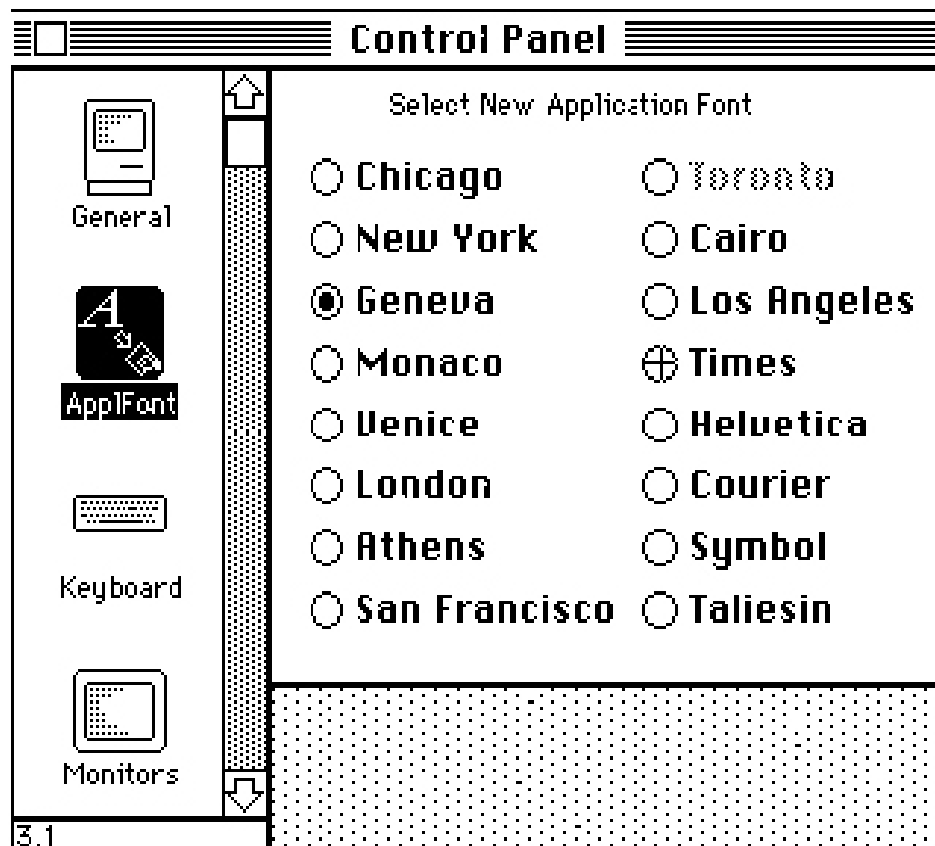 Control Panel
General
ApplFont
Keyboard
Monitors
3.1
Select New Application Font
Chicago
Toronto
New York
Cairo
Geneva
Los Angeles
Monaco
Times
Venice
Helvetica
London
Courier
Athens
Symbol
San Francisco
Taliesin